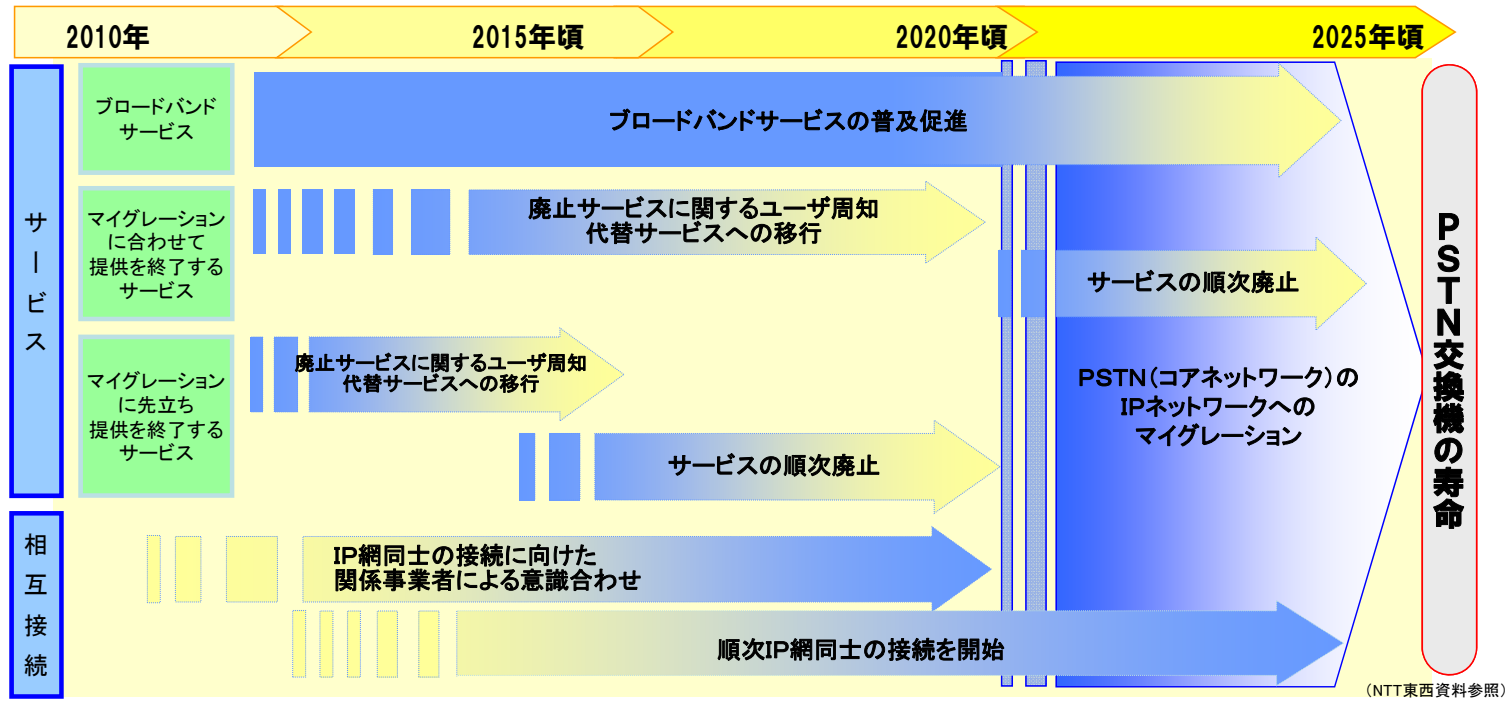 2010年
2015年頃
2020年頃
2025年頃
サービス
ブロードバンド
サービス
ブロードバンドサービスの普及促進
マイグレーション
に合わせて
提供を終了する
サービス
廃止サービスに関するユーザ周知
代替サービスへの移行
サービスの順次廃止
マイグレーション
に先立ち
提供を終了する
サービス
廃止サービスに関するユーザ周知
代替サービスへの移行
サービスの順次廃止
PSTN(コアネットワーク)の
IPネットワークへの
マイグレーション
相互接続
IP網同士の接続に向けた
関係事業者による意識合わせ
順次IP網同士の接続を開始
PSTN交換機の寿命
(NTT東西資料参照)